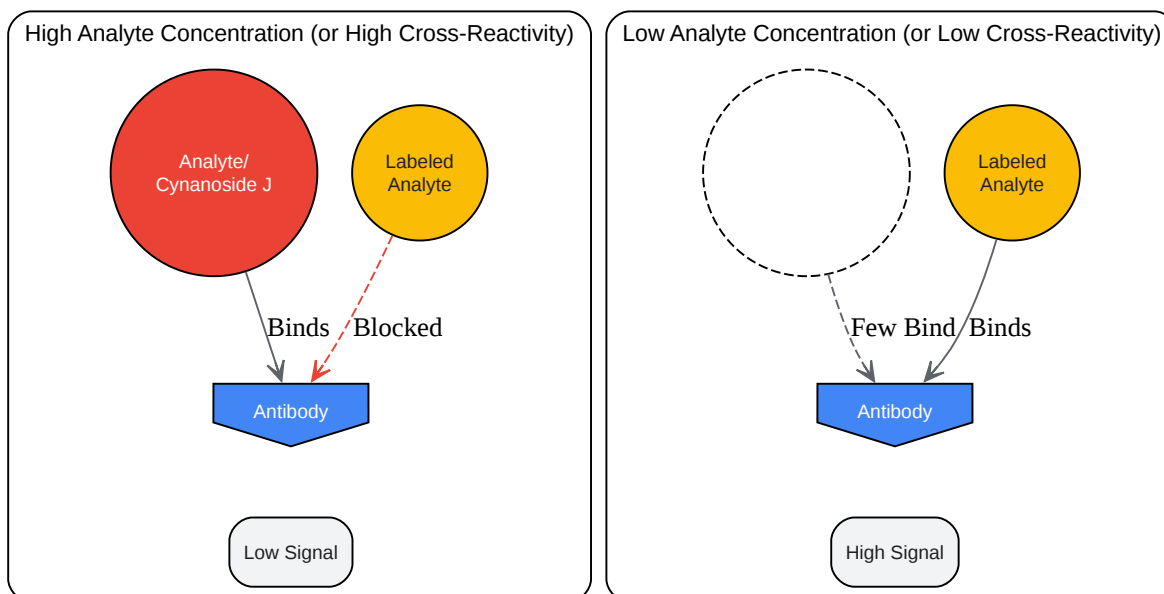 High Analyte Concentration (or High Cross-Reactivity)
Analyte/
Cynanoside J
Labeled
Analyte
Binds
Blocked
Antibody
Low Signal
Low Analyte Concentration (or Low Cross-Reactivity)
Labeled
Analyte
Few Bind
Binds
Antibody
High Signal